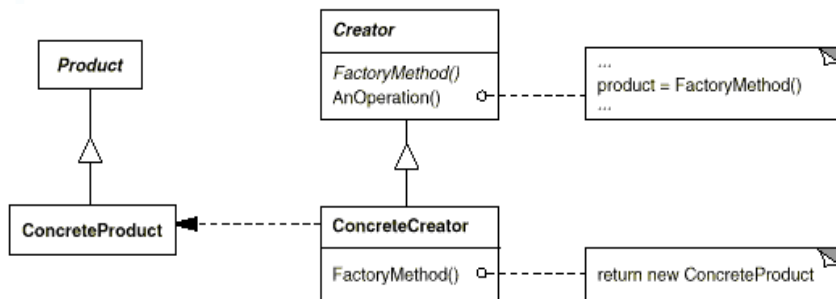 Creator
Product
FactoryMethod()
AnOperation()
...
product = FactoryMethod()
...
ConcreteProduct
ConcreteCreator
FactoryMethod()
return new ConcreteProduct